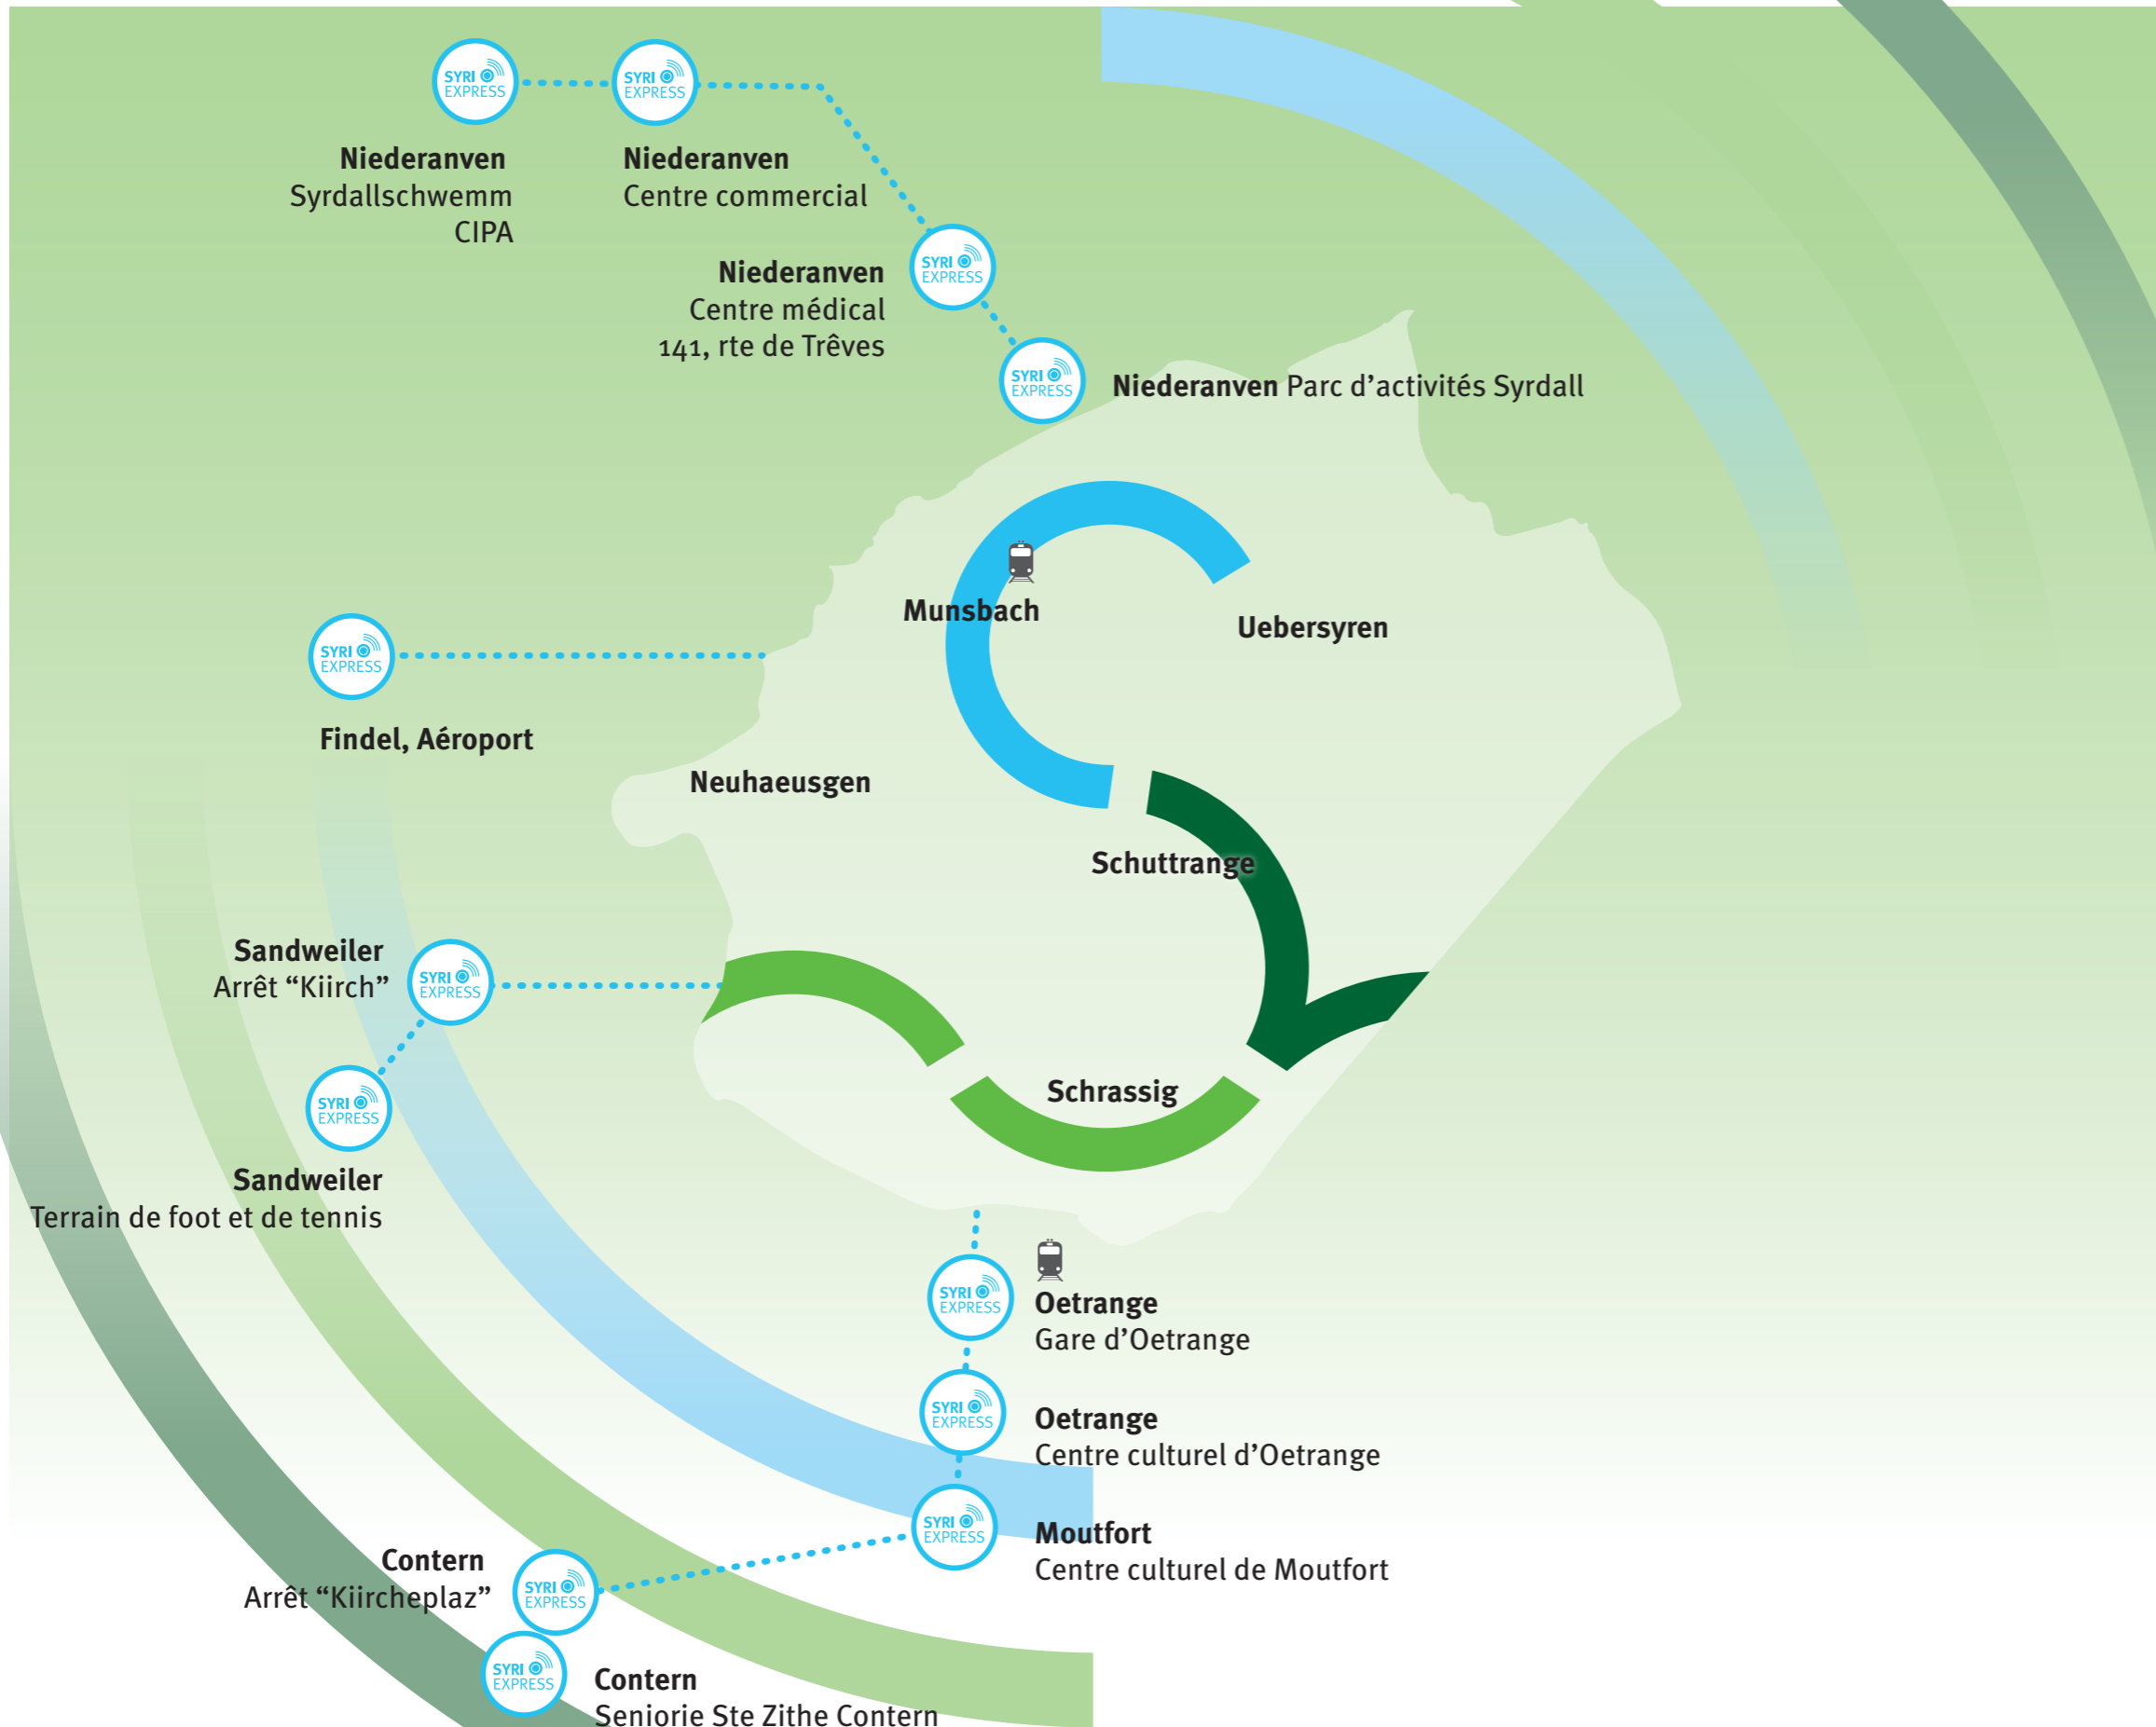 SYRI
EXPRESS
SYRI
EXPRESS
Niederanven
Syrdallschwemm
CIPA
Niederanven
Centre commercial
SYRI
EXPRESS
Niederanven
Centre médical
141, rte de Trêves
SYRI
EXPRESS
Niederanven Parc d’activités Syrdall
Munsbach
Uebersyren
SYRI
EXPRESS
Findel, Aéroport
Neuhaeusgen
Schuttrange
Sandweiler
Arrêt “Kiirch”
SYRI
EXPRESS
SYRI
EXPRESS
Schrassig
Sandweiler
Terrain de foot et de tennis
SYRI
EXPRESS
Oetrange
Gare d’Oetrange
SYRI
EXPRESS
Oetrange
Centre culturel d’Oetrange
SYRI
EXPRESS
Moutfort
Centre culturel de Moutfort
Contern
Arrêt “Kiircheplaz”
SYRI
EXPRESS
SYRI
EXPRESS
Contern
Seniorie Ste Zithe Contern